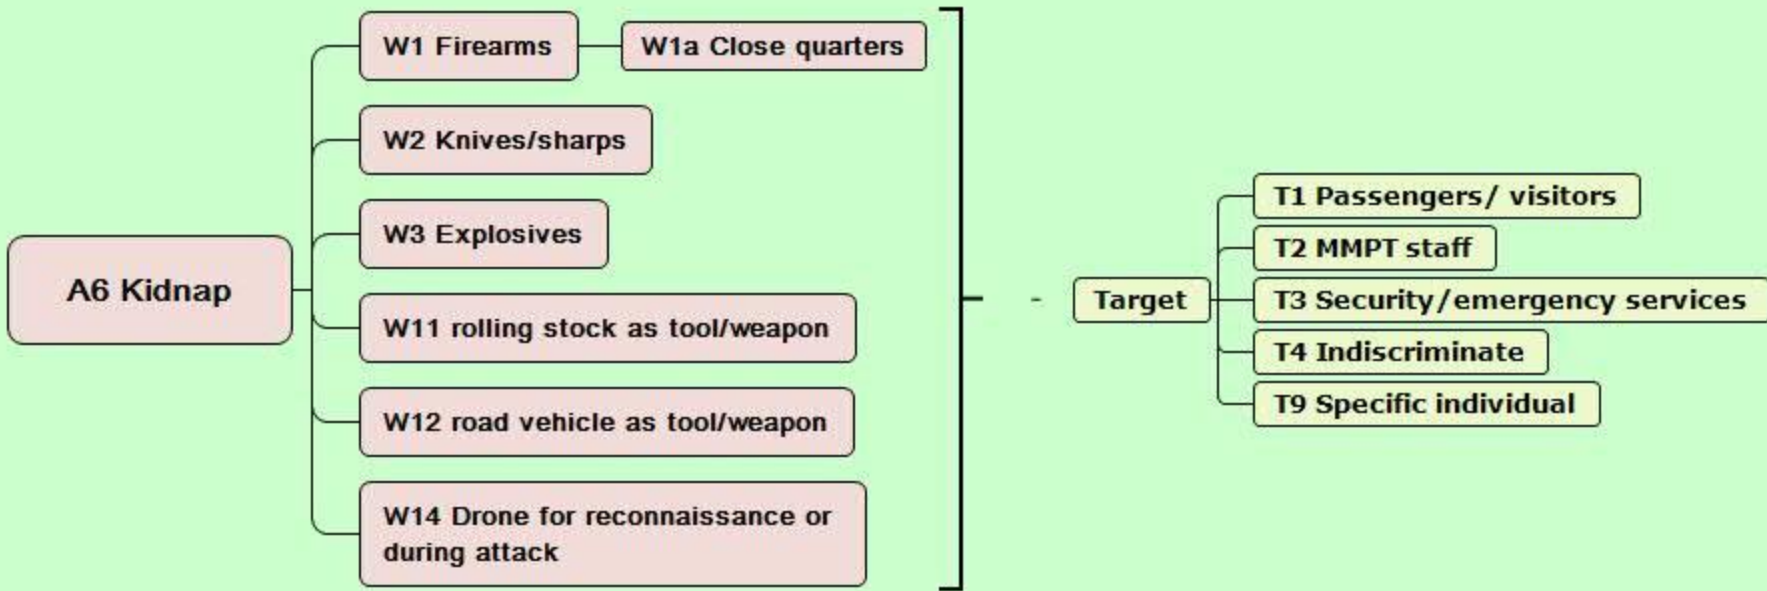 A6 Kidnap
W1 Firearms
W1a Close quarters
W2 Knives/sharps
W3 Explosives
W11 rolling stock as tool/weapon
W12 road vehicle as tool/weapon
W14 Drone for reconnaissance or
during attack
Target
T1 Passengers/ visitors
T2 MMPT staff
T3 Security/emergency services
T4 Indiscriminate
T9 Specific individual